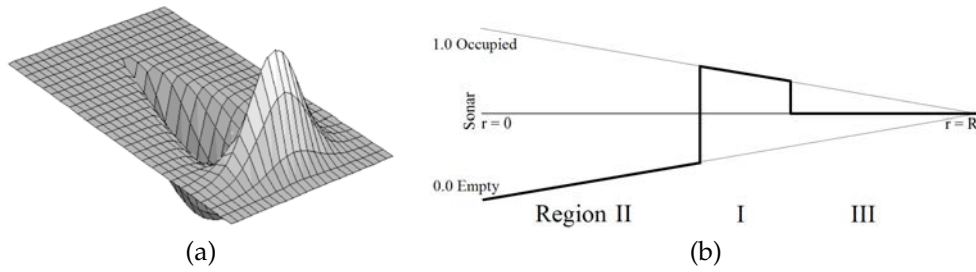 1.0 Occupied
Sonar
r = 0
r = R
0.0 Empty
Region II
I
III
(a)
(b)